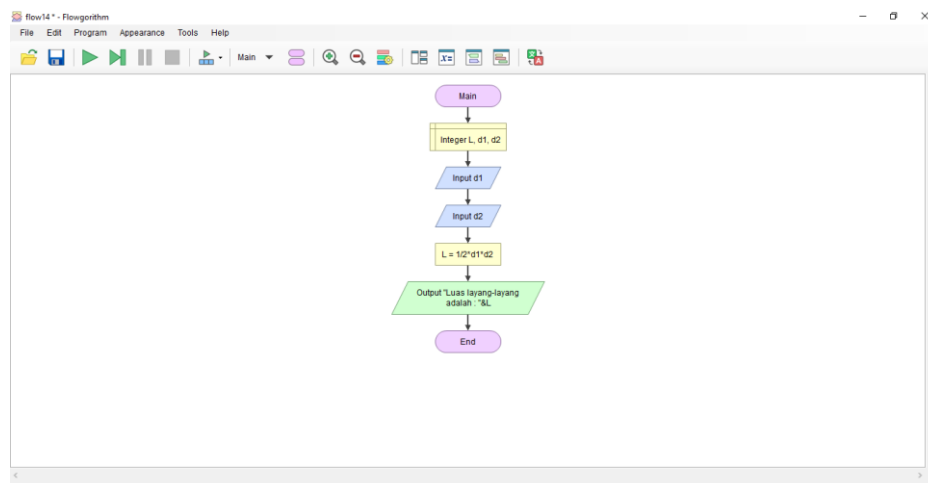 flow14 * - Flowgorithm
File Edit Program Appearance Tools Help
Main
Main
Integer L, d1, d2
Input d1
Input d2
L = 1/2*d1*d2
Output "Luas layang-layang
adalah : "&L
End